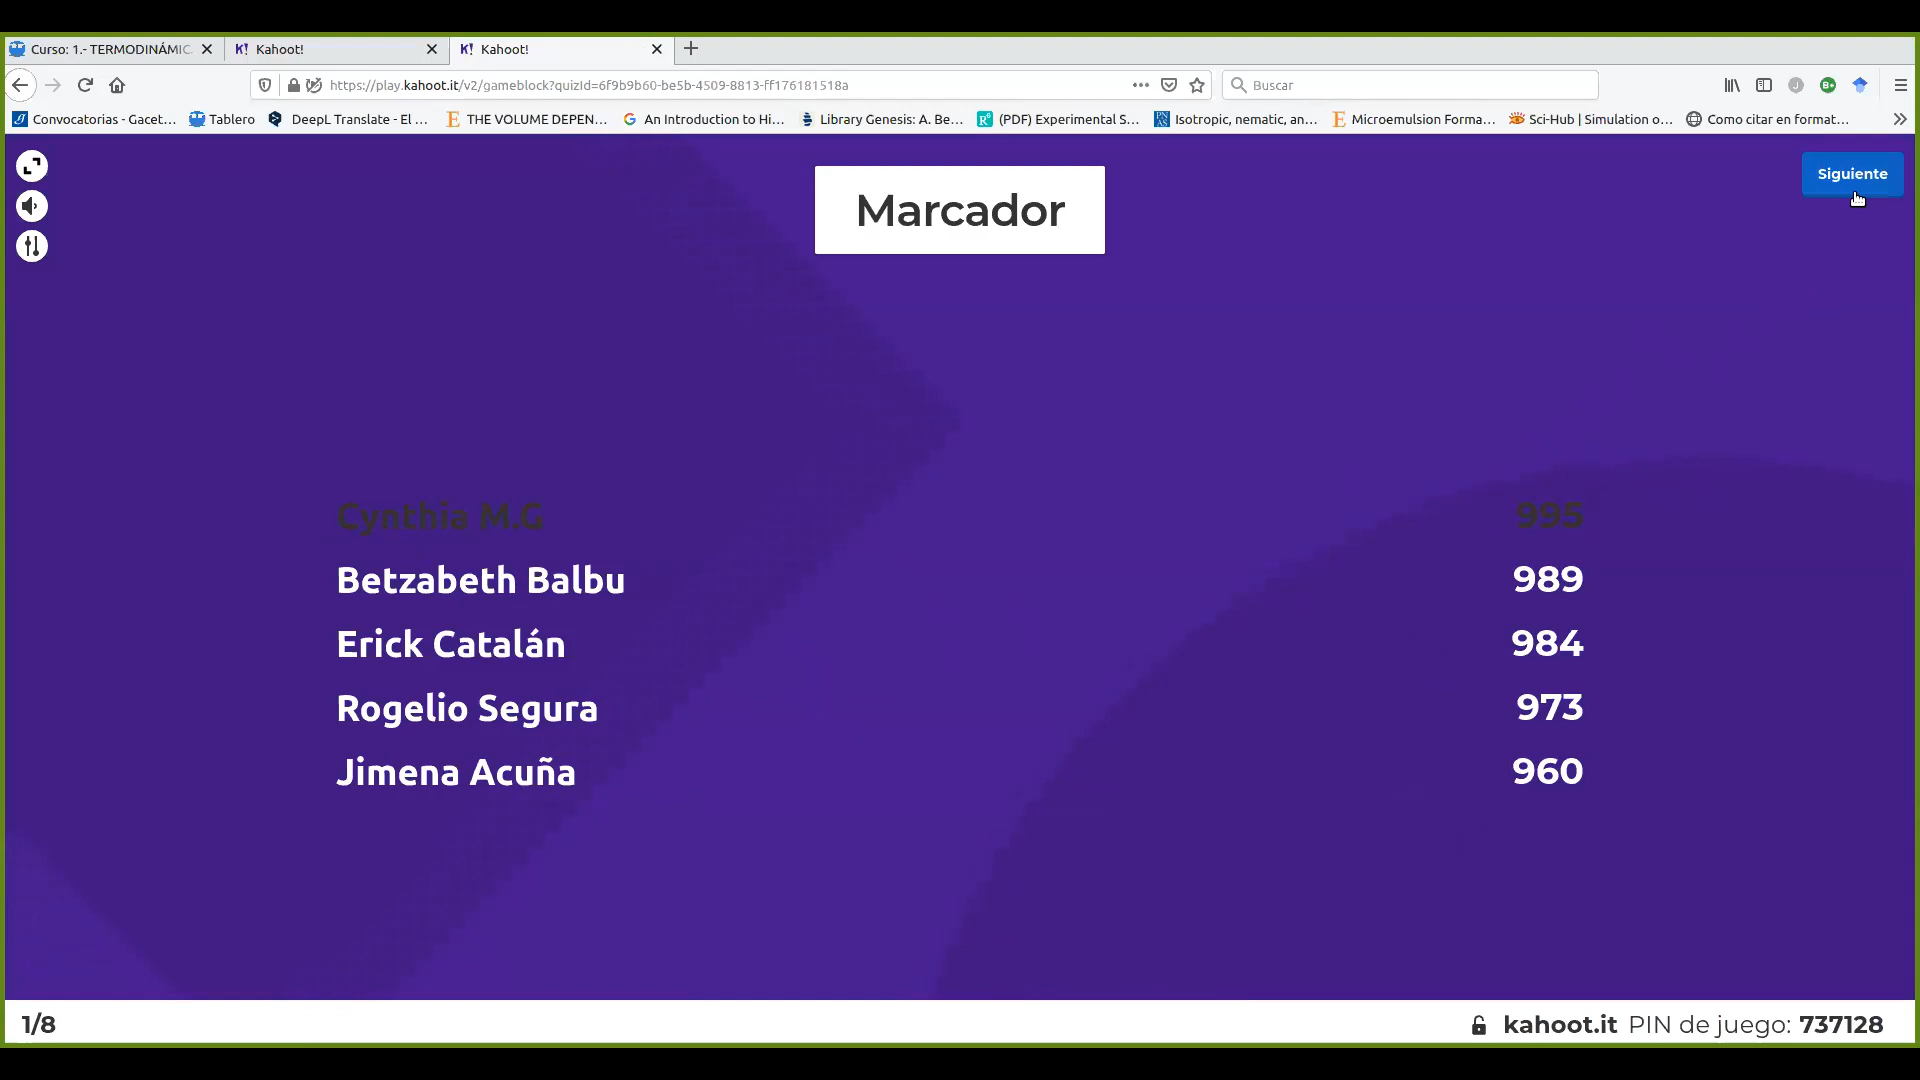 Curso: 1.- TERMODINÁMIC
K! Kahoot!
K! Kahoot!
https://play.kahoot.it/v2/gameblock?quizId=6f9b9b60-be5b-4509-8813-ff176181518a
Buscar
Convocatorias - Gacet...
Tablero
DeepL Translate - El ...
THE VOLUME DEPEN...
An Introduction to Hi...
Library Genesis: A. Be...
(PDF) Experimental S...
Isotropic, nematic, an...
Microemulsion Forma...
Sci-Hub | Simulation o...
Como citar en format...
Siguiente
Marcador
Cynthia M.G 995
Betzabeth Balbu 989
Erick Catalán 984
Rogelio Segura 973
Jimena Acuña 960
1/8
kahoot.it PIN de juego: 737128